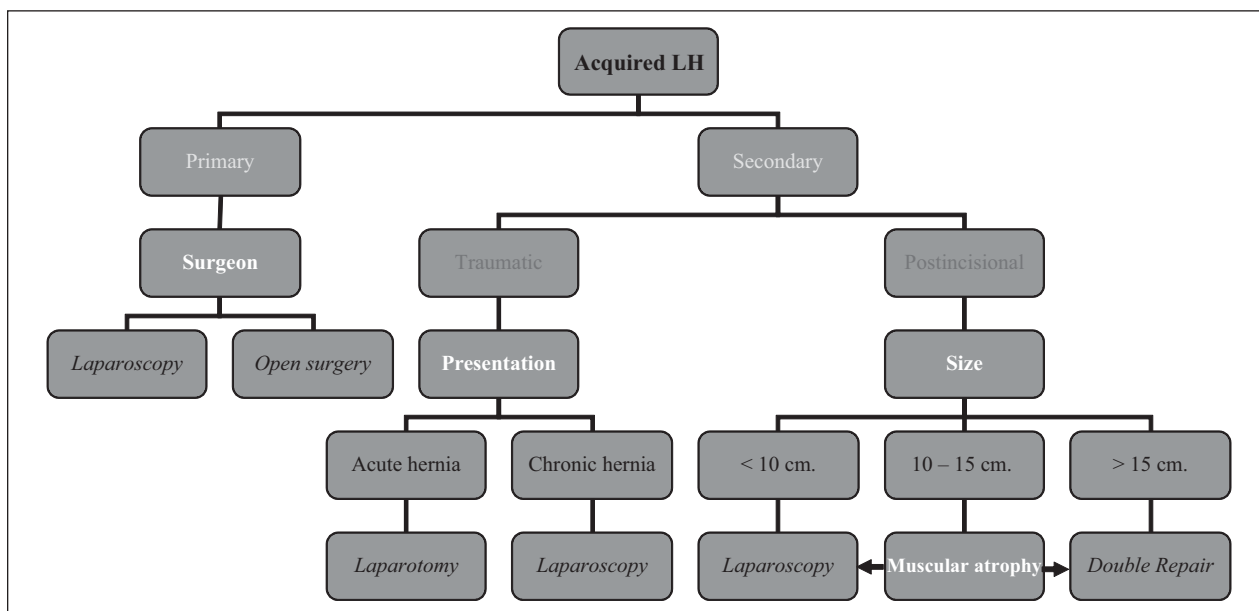 Acquired LH
Primary
Secondary
Surgeon
Traumatic
Postincisional
Laparoscopy
Open surgery
Presentation
Size
Acute hernia
Chronic hernia
< 10 cm.
10 – 15 cm.
> 15 cm.
Laparotomy
Laparoscopy
Laparoscopy
Muscular atrophy
Double Repair